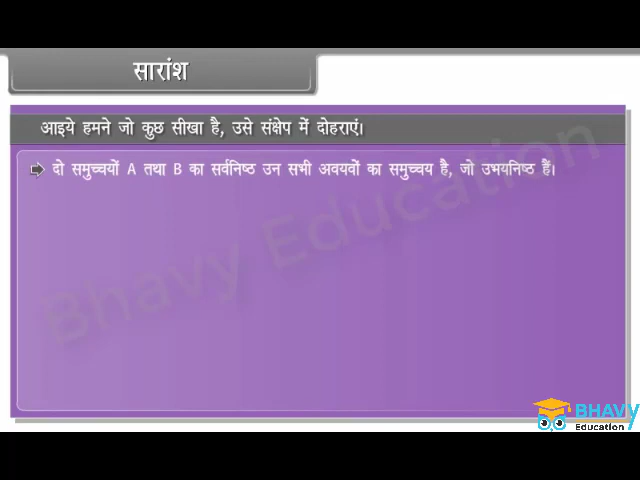 सारांश
आइये हमने जो कुछ सीखा है, उसे संक्षेप में दोहराएं।
दो समुच्चयों A तथा B का सर्वनिष्ठ उन सभी अवयवों का समुच्चय है, जो उभयनिष्ठ हैं।
Bhavy Education
BHAVY
Education